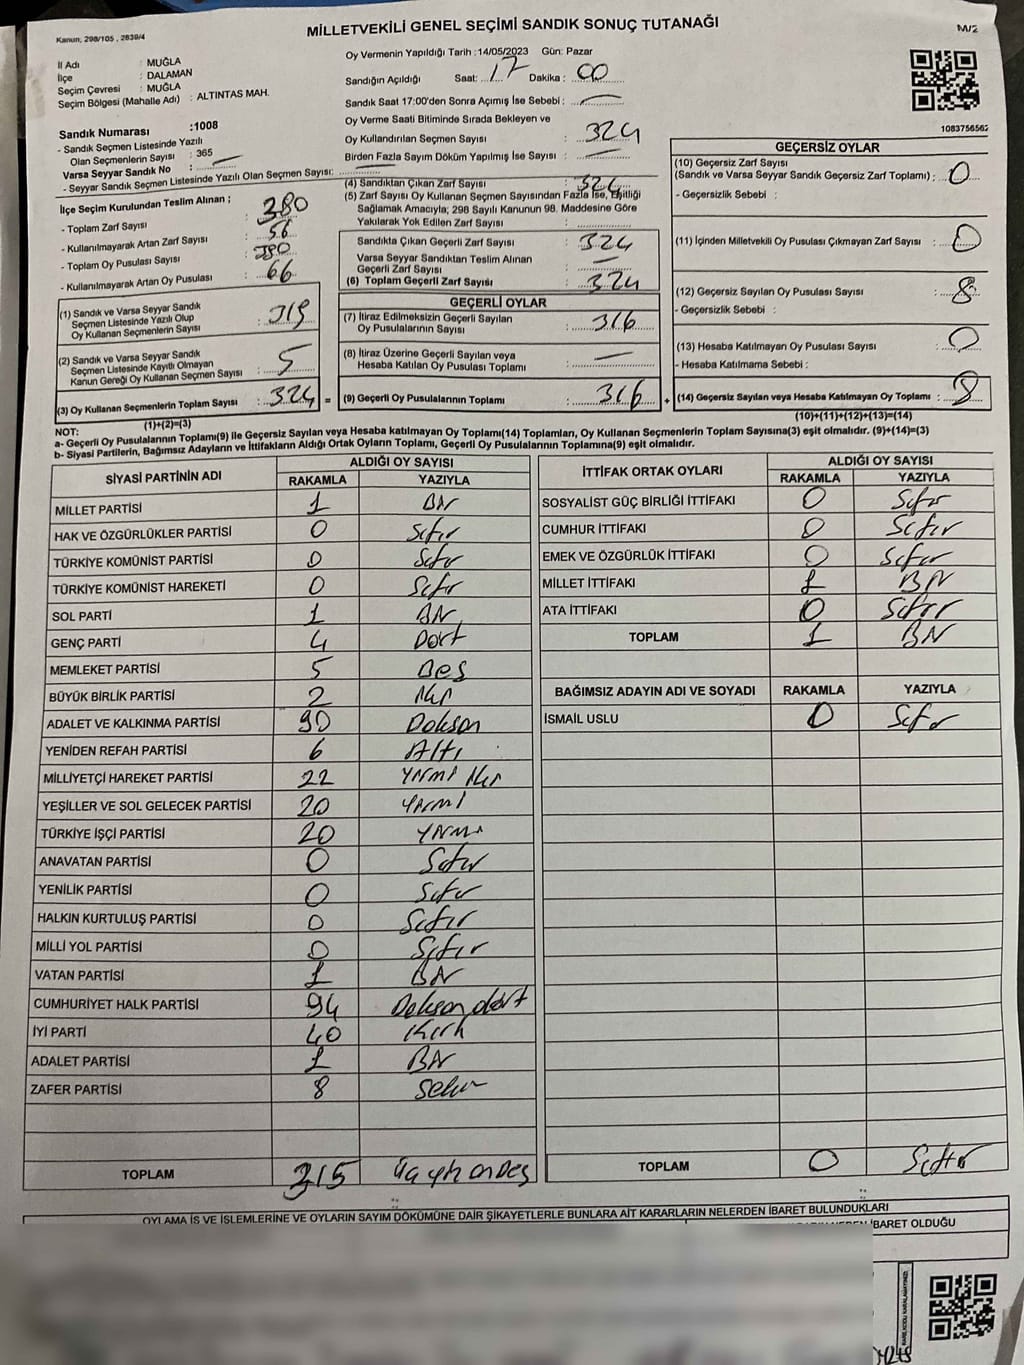 MİLLETVEKİLİ GENEL SEÇİMİ SANDIK SONUÇ TUTANAĞI
Kanun, 298/105 , 2839/4
M/2
İl Adı : MUĞLA
İlçe : DALAMAN
Seçim Çevresi : MUĞLA
Seçim Bölgesi (Mahalle Adı) : ALTINTAS MAH.
Oy Vermenin Yapıldığı Tarih :14/05/2023 Gün: Pazar
Sandığın Açıldığı Saat: 17 Dakika : 00
Sandık Saat 17:00'den Sonra Açımış İse Sebebi :
Oy Verme Saati Bitiminde Sırada Bekleyen ve
Oy Kullandırılan Seçmen Sayısı : 324
Birden Fazla Sayım Döküm Yapılmış İse Sayısı :
Sandık Numarası :1008
- Sandık Seçmen Listesinde Yazılı
Olan Seçmenlerin Sayısı : 365
Varsa Seyyar Sandık No :
- Seyyar Sandık Seçmen Listesinde Yazılı Olan Seçmen Sayısı:
İlçe Seçim Kurulundan Teslim Alınan ;
- Toplam Zarf Sayısı : 380
- Kullanılmayarak Artan Zarf Sayısı : 56
- Toplam Oy Pusulası Sayısı : 380
- Kullanılmayarak Artan Oy Pusulası : 66
(4) Sandıktan Çıkan Zarf Sayısı : 324
(5) Zarf Sayısı Oy Kullanan Seçmen Sayısından Fazla İse, Eşitliği
Sağlamak Amacıyla; 298 Sayılı Kanunun 98. Maddesine Göre
Yakılarak Yok Edilen Zarf Sayısı :
Sandıkta Çıkan Geçerli Zarf Sayısı : 324
Varsa Seyyar Sandıktan Teslim Alınan
Geçerli Zarf Sayısı :
(6) Toplam Geçerli Zarf Sayısı : 324
1083756562
GEÇERSİZ OYLAR
(10) Geçersiz Zarf Sayısı
(Sandık ve Varsa Seyyar Sandık Geçersiz Zarf Toplamı) : 0
- Geçersizlik Sebebi :
(11) İçinden Milletvekili Oy Pusulası Çıkmayan Zarf Sayısı : 0
(12) Geçersiz Sayılan Oy Pusulası Sayısı : 8
- Geçersizlik Sebebi :
(13) Hesaba Katılmayan Oy Pusulası Sayısı : 0
- Hesaba Katılmama Sebebi :
(1) Sandık ve Varsa Seyyar Sandık
Seçmen Listesinde Yazılı Olup
Oy Kullanan Seçmenlerin Sayısı : 319
(2) Sandık ve Varsa Seyyar Sandık
Seçmen Listesinde Kayıtlı Olmayan
Kanun Gereği Oy Kullanan Seçmen Sayısı : 5
(3) Oy Kullanan Seçmenlerin Toplam Sayısı : 324 =
(1)+(2)=(3)
GEÇERLİ OYLAR
(7) İtiraz Edilmeksizin Geçerli Sayılan
Oy Pusulalarının Sayısı : 316
(8) İtiraz Üzerine Geçerli Sayılan veya
Hesaba Katılan Oy Pusulası Toplamı :
(9) Geçerli Oy Pusulalarının Toplamı : 316 +
(14) Geçersiz Sayılan veya Hesaba Katılmayan Oy Toplamı : 8
(10)+(11)+(12)+(13)=(14)
NOT:
a- Geçerli Oy Pusulalarının Toplamı(9) ile Geçersiz Sayılan veya Hesaba katılmayan Oy Toplamı(14) Toplamları, Oy Kullanan Seçmenlerin Toplam Sayısına(3) eşit olmalıdır. (9)+(14)=(3)
b- Siyasi Partilerin, Bağımsız Adayların ve İttifakların Aldığı Ortak Oyların Toplamı, Geçerli Oy Pusulalarının Toplamına(9) eşit olmalıdır.
SİYASİ PARTİNİN ADI ALDIĞI OY SAYISI
RAKAMLA YAZIYLA
MİLLET PARTİSİ 1 Bir
HAK VE ÖZGÜRLÜKLER PARTİSİ 0 Sıfır
TÜRKİYE KOMÜNİST PARTİSİ 0 Sıfır
TÜRKİYE KOMÜNİST HAREKETİ 0 Sıfır
SOL PARTİ 1 Bir
GENÇ PARTİ 4 Dört
MEMLEKET PARTİSİ 5 Beş
BÜYÜK BİRLİK PARTİSİ 2 İki
ADALET VE KALKINMA PARTİSİ 90 Doksan
YENİDEN REFAH PARTİSİ 6 Altı
MİLLİYETÇİ HAREKET PARTİSİ 22 Yirmi İki
YEŞİLLER VE SOL GELECEK PARTİSİ 20 Yirmi
TÜRKİYE İŞÇİ PARTİSİ 20 Yirmi
ANAVATAN PARTİSİ 0 Sıfır
YENİLİK PARTİSİ 0 Sıfır
HALKIN KURTULUŞ PARTİSİ 0 Sıfır
MİLLİ YOL PARTİSİ 0 Sıfır
VATAN PARTİSİ 1 Bir
CUMHURİYET HALK PARTİSİ 94 Doksan dört
İYİ PARTİ 40 Kırk
ADALET PARTİSİ 1 Bir
ZAFER PARTİSİ 8 Sekiz
TOPLAM 315 Üç yüz on beş
İTTİFAK ORTAK OYLARI ALDIĞI OY SAYISI
RAKAMLA YAZIYLA
SOSYALİST GÜÇ BİRLİĞİ İTTİFAKI 0 Sıfır
CUMHUR İTTİFAKI 0 Sıfır
EMEK VE ÖZGÜRLÜK İTTİFAKI 0 Sıfır
MİLLET İTTİFAKI 1 Bir
ATA İTTİFAKI 0 Sıfır
TOPLAM 1 Bir
BAĞIMSIZ ADAYIN ADI VE SOYADI RAKAMLA YAZIYLA
İSMAİL USLU 0 Sıfır
TOPLAM 0 Sıfır
OYLAMA İŞ VE İŞLEMLERİNE VE OYLARIN SAYIM DÖKÜMÜNE DAİR ŞİKAYETLERLE BUNLARA AİT KARARLARIN NELERDEN İBARET BULUNDUKLARI
İBARET OLDUĞU